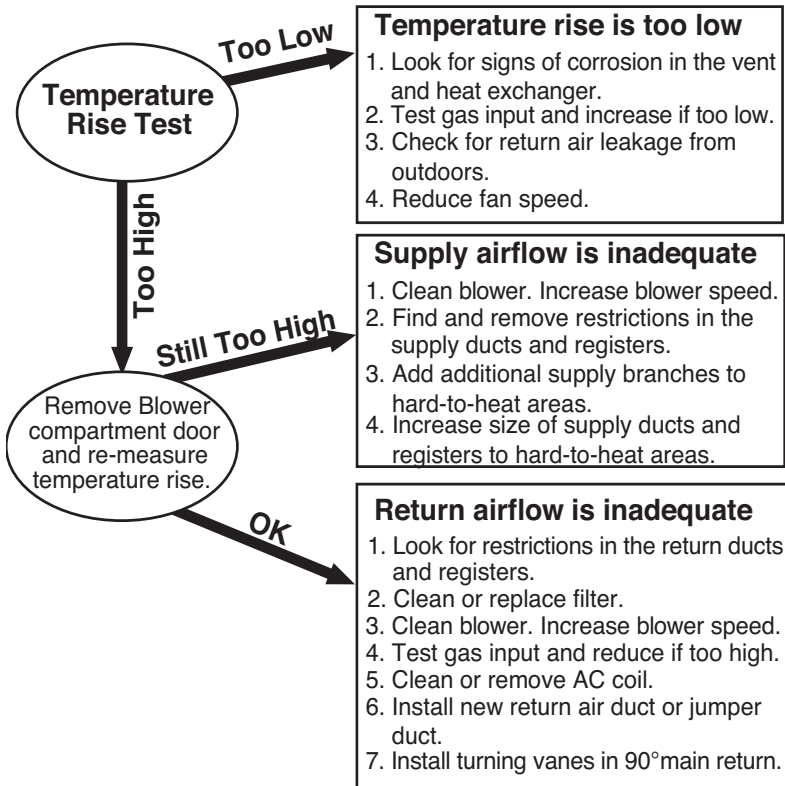 Temperature
Rise Test
Too Low
Temperature rise is too low
1. Look for signs of corrosion in the vent
and heat exchanger.
2. Test gas input and increase if too low.
3. Check for return air leakage from
outdoors.
4. Reduce fan speed.
Too High
Remove Blower
compartment door
and re-measure
temperature rise.
Still Too High
Supply airflow is inadequate
1. Clean blower. Increase blower speed.
2. Find and remove restrictions in the
supply ducts and registers.
3. Add additional supply branches to
hard-to-heat areas.
4. Increase size of supply ducts and
registers to hard-to-heat areas.
OK
Return airflow is inadequate
1. Look for restrictions in the return ducts
and registers.
2. Clean or replace filter.
3. Clean blower. Increase blower speed.
4. Test gas input and reduce if too high.
5. Clean or remove AC coil.
6. Install new return air duct or jumper
duct.
7. Install turning vanes in 90°main return.